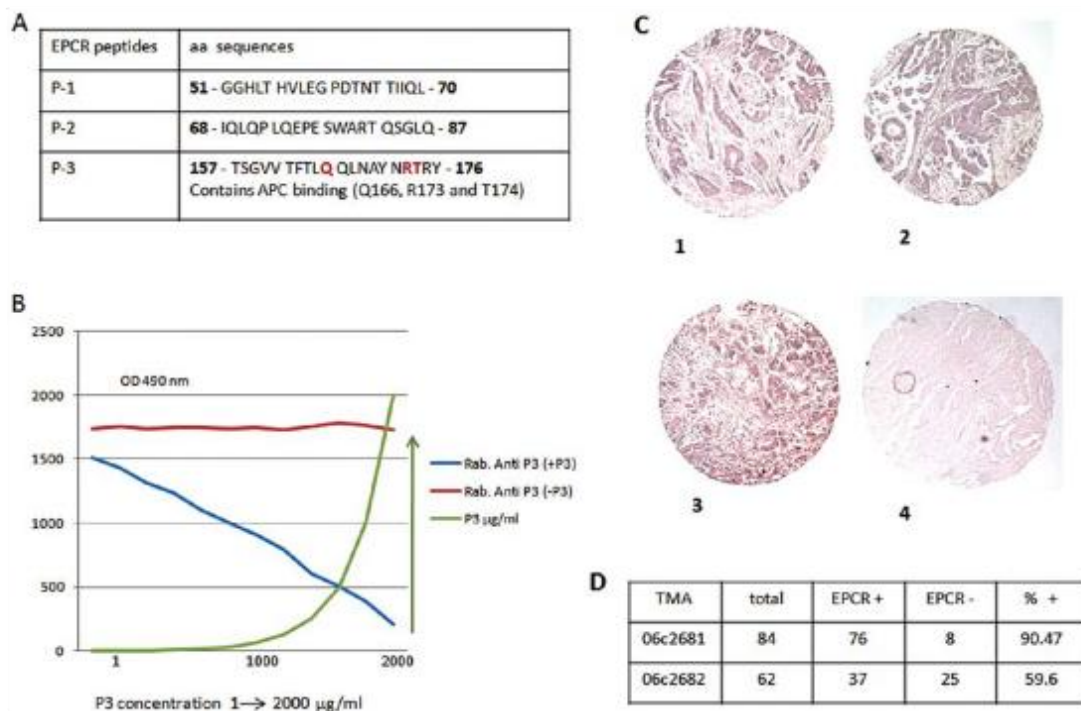 A
EPCR peptides aa sequences
P-1 51 - GGHLT HVLEG PDTNT TIIQL - 70
P-2 68 - IQLQP LQEPE SWART QSGLQ - 87
P-3 157 - TSGVV TFTLQ QLNAY NRTRY - 176
Contains APC binding (Q166, R173 and T174)
B
2500
2000
1500
1000
500
0
OD 490 nm
1 1000 2000
P3 concentration 1→ 2000 µg/ml
Rab. Anti P3 (+P3)
Rab. Anti P3 (-P3)
P3 µg/ml
C
1
2
3
4
D
TMA total EPCR + EPCR - % +
06c2681 84 76 8 90.47
06c2682 62 37 25 59.6